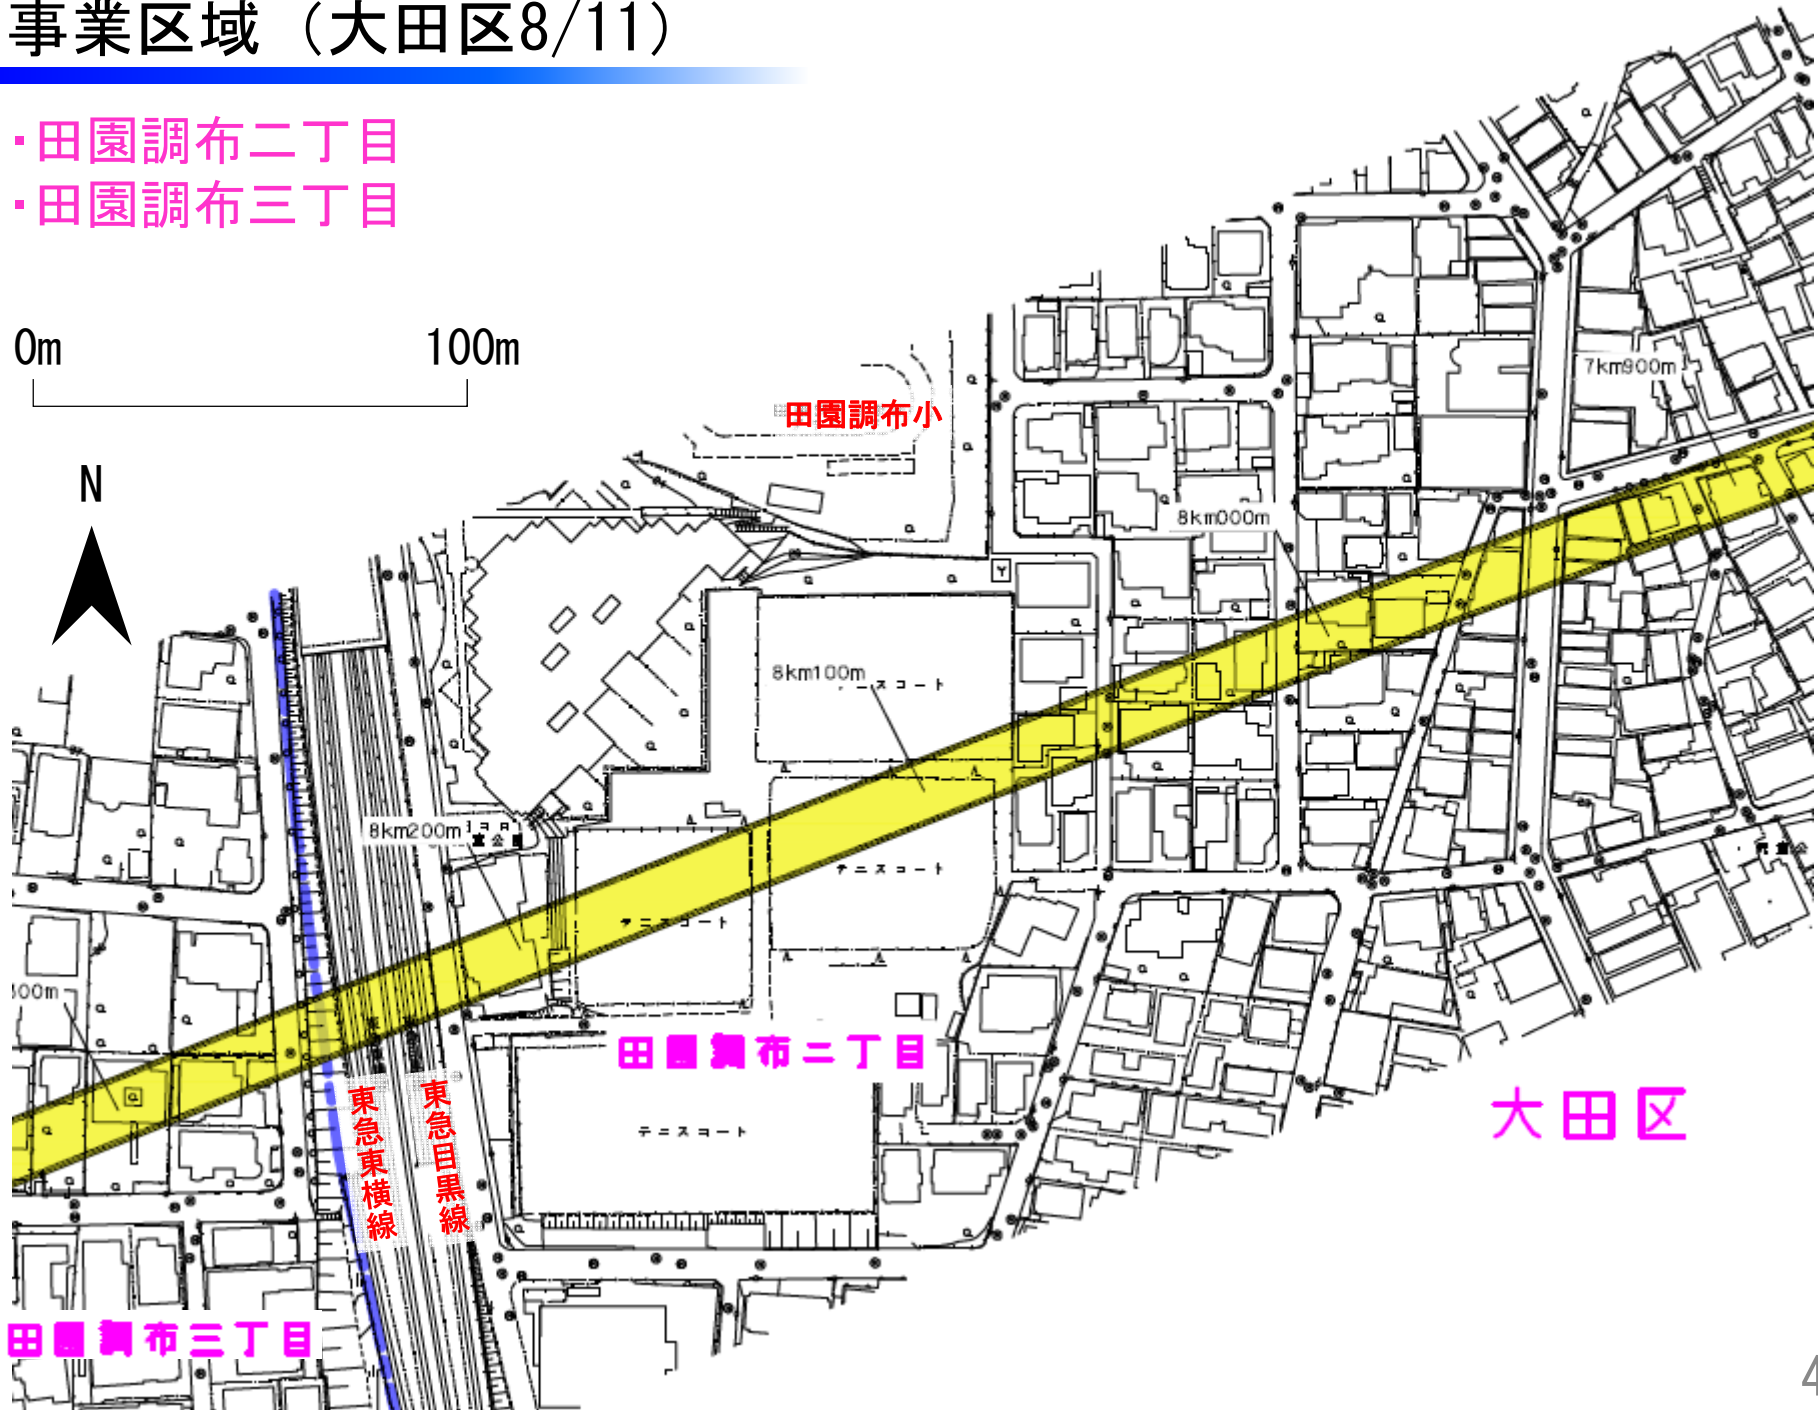 事業区域（大田区8/11）
・田園調布二丁目
・田園調布三丁目
0m 100m
N
田園調布小
7km900m
8km000m
8km100m
テニスコート
8km200m
テニスコート
テニスコート
00m
田園調布二丁目
テニスコート
東急東横線
東急目黒線
大田区
田園調布三丁目
4